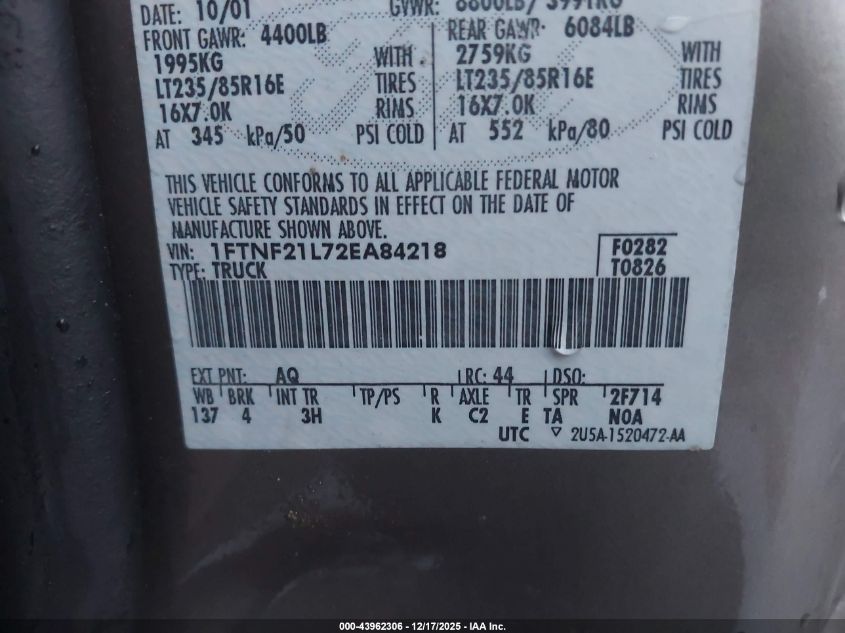 DATE: 10/01 GVWR: 8800LB/ 3991KG
FRONT GAWR: 4400LB REAR GAWR: 6084LB
1995KG WITH 2759KG WITH
LT235/85R16E TIRES LT235/85R16E TIRES
16X7.0K RIMS 16X7.0K RIMS
AT 345 kPa/50 PSI COLD AT 552 kPa/80 PSI COLD
THIS VEHICLE CONFORMS TO ALL APPLICABLE FEDERAL MOTOR
VEHICLE SAFETY STANDARDS IN EFFECT ON THE DATE OF
MANUFACTURE SHOWN ABOVE.
VIN: 1FTNF21L72EA84218 F0282
TYPE: TRUCK T0826
EXT PNT: AQ RC: 44 DSO:
WB BRK INT TR TP/PS R AXLE TR SPR 2F714
137 4 3H K C2 E TA NOA
UTC ▽ 2U5A-1520472-AA
000-43962306 - 12/17/2025 - IAA Inc.